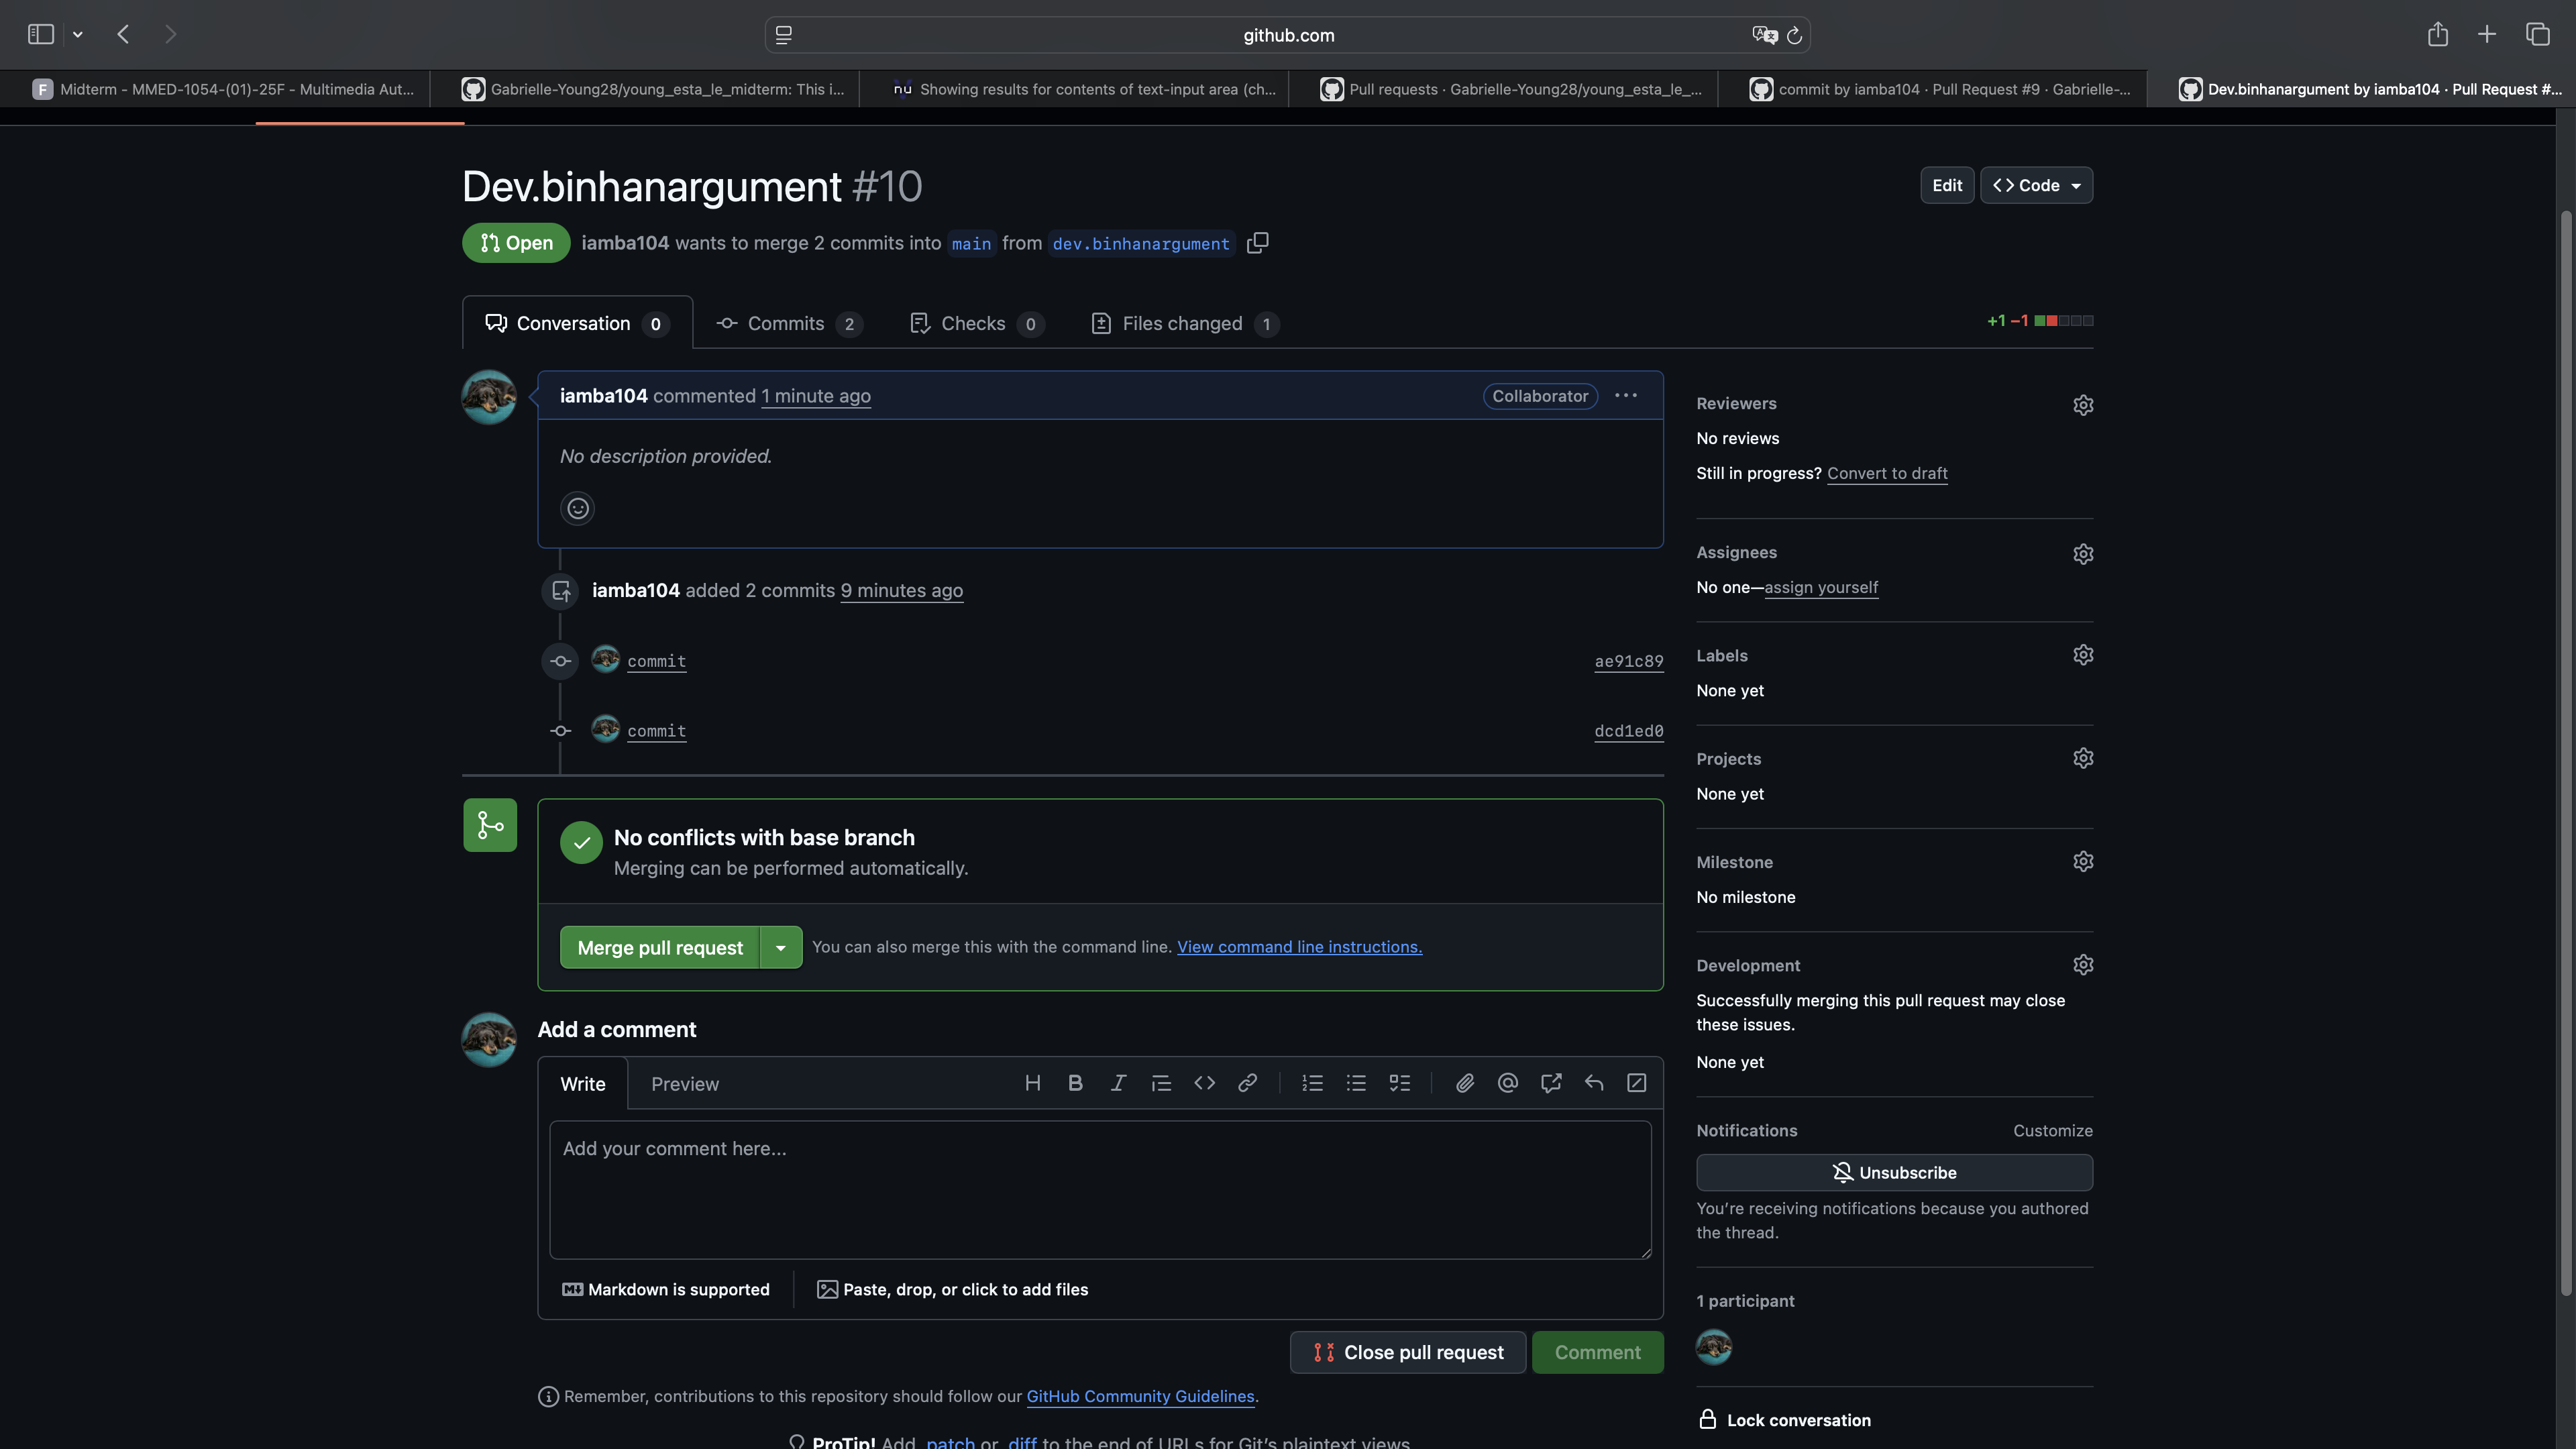 github.com
Midterm - MMED-1054-(01)-25F - Multimedia Aut...
Gabrielle-Young28/young_esta_le_midterm: This i...
nu Showing results for contents of text-input area (ch...
Pull requests · Gabrielle-Young28/young_esta_le_...
commit by iamba104 · Pull Request #9 · Gabrielle-...
Dev.binhanargument by iamba104 · Pull Request #...
Dev.binhanargument #10
Edit
Code
Open
iamba104 wants to merge 2 commits into main from dev.binhanargument
Conversation 0
Commits 2
Checks 0
Files changed 1
+1 −1
iamba104 commented 1 minute ago
Collaborator
No description provided.
iamba104 added 2 commits 9 minutes ago
commit
ae91c89
commit
dcd1ed0
No conflicts with base branch
Merging can be performed automatically.
Merge pull request
You can also merge this with the command line. View command line instructions.
Add a comment
Write
Preview
Add your comment here...
Markdown is supported
Paste, drop, or click to add files
Close pull request
Comment
Remember, contributions to this repository should follow our GitHub Community Guidelines.
ProTip! Add .patch or .diff to the end of URLs for Git's plaintext views.
Reviewers
No reviews
Still in progress? Convert to draft
Assignees
No one—assign yourself
Labels
None yet
Projects
None yet
Milestone
No milestone
Development
Successfully merging this pull request may close
these issues.
None yet
Notifications
Customize
Unsubscribe
You're receiving notifications because you authored
the thread.
1 participant
Lock conversation